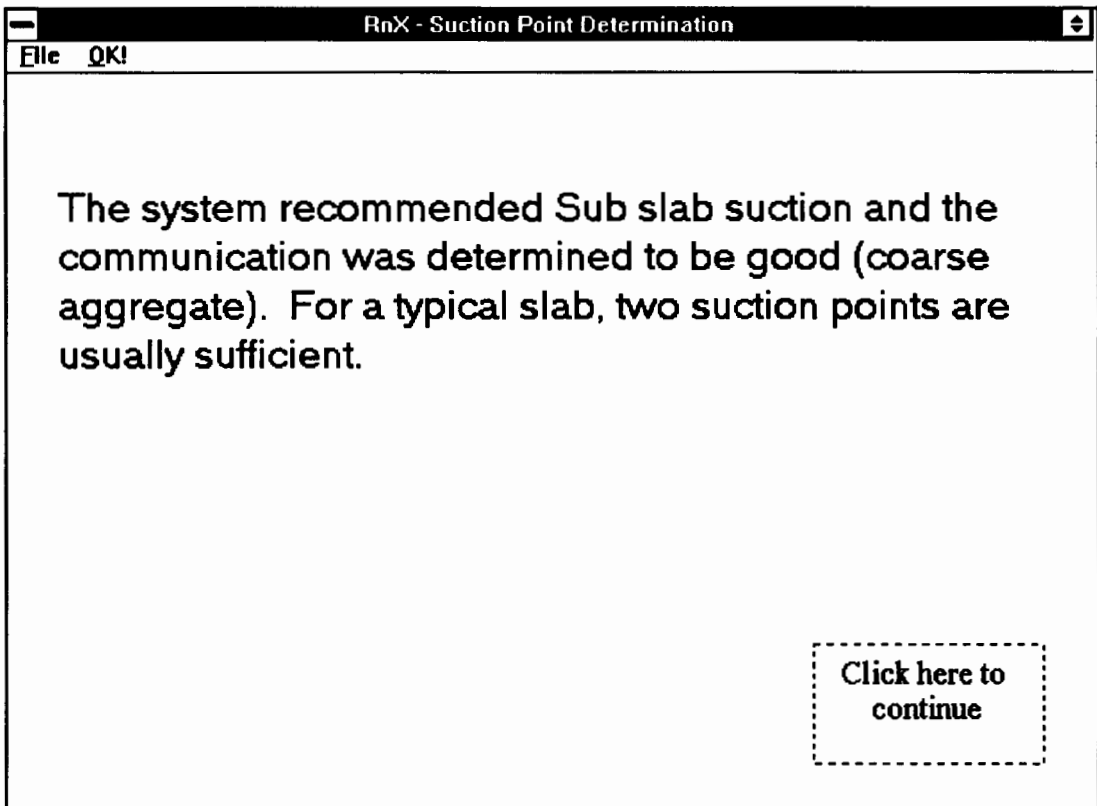 RnX - Suction Point Determination
File OK!
The system recommended Sub slab suction and the
communication was determined to be good (coarse
aggregate). For a typical slab, two suction points are
usually sufficient.
Click here to
continue